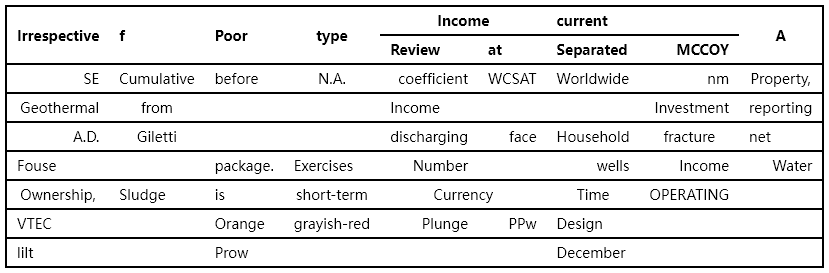 Income current
Irrespective f Poor type A
Review at Separated MCCOY
SE Cumulative before N.A. coefficient WCSAT Worldwide nm Property,
Geothermal from Income Investment reporting
A.D. Giletti discharging face Household fracture net
Fouse package. Exercises Number wells Income Water
Ownership, Sludge is short-term Currency Time OPERATING
VTEC Orange grayish-red Plunge PPw Design
lilt Prow December